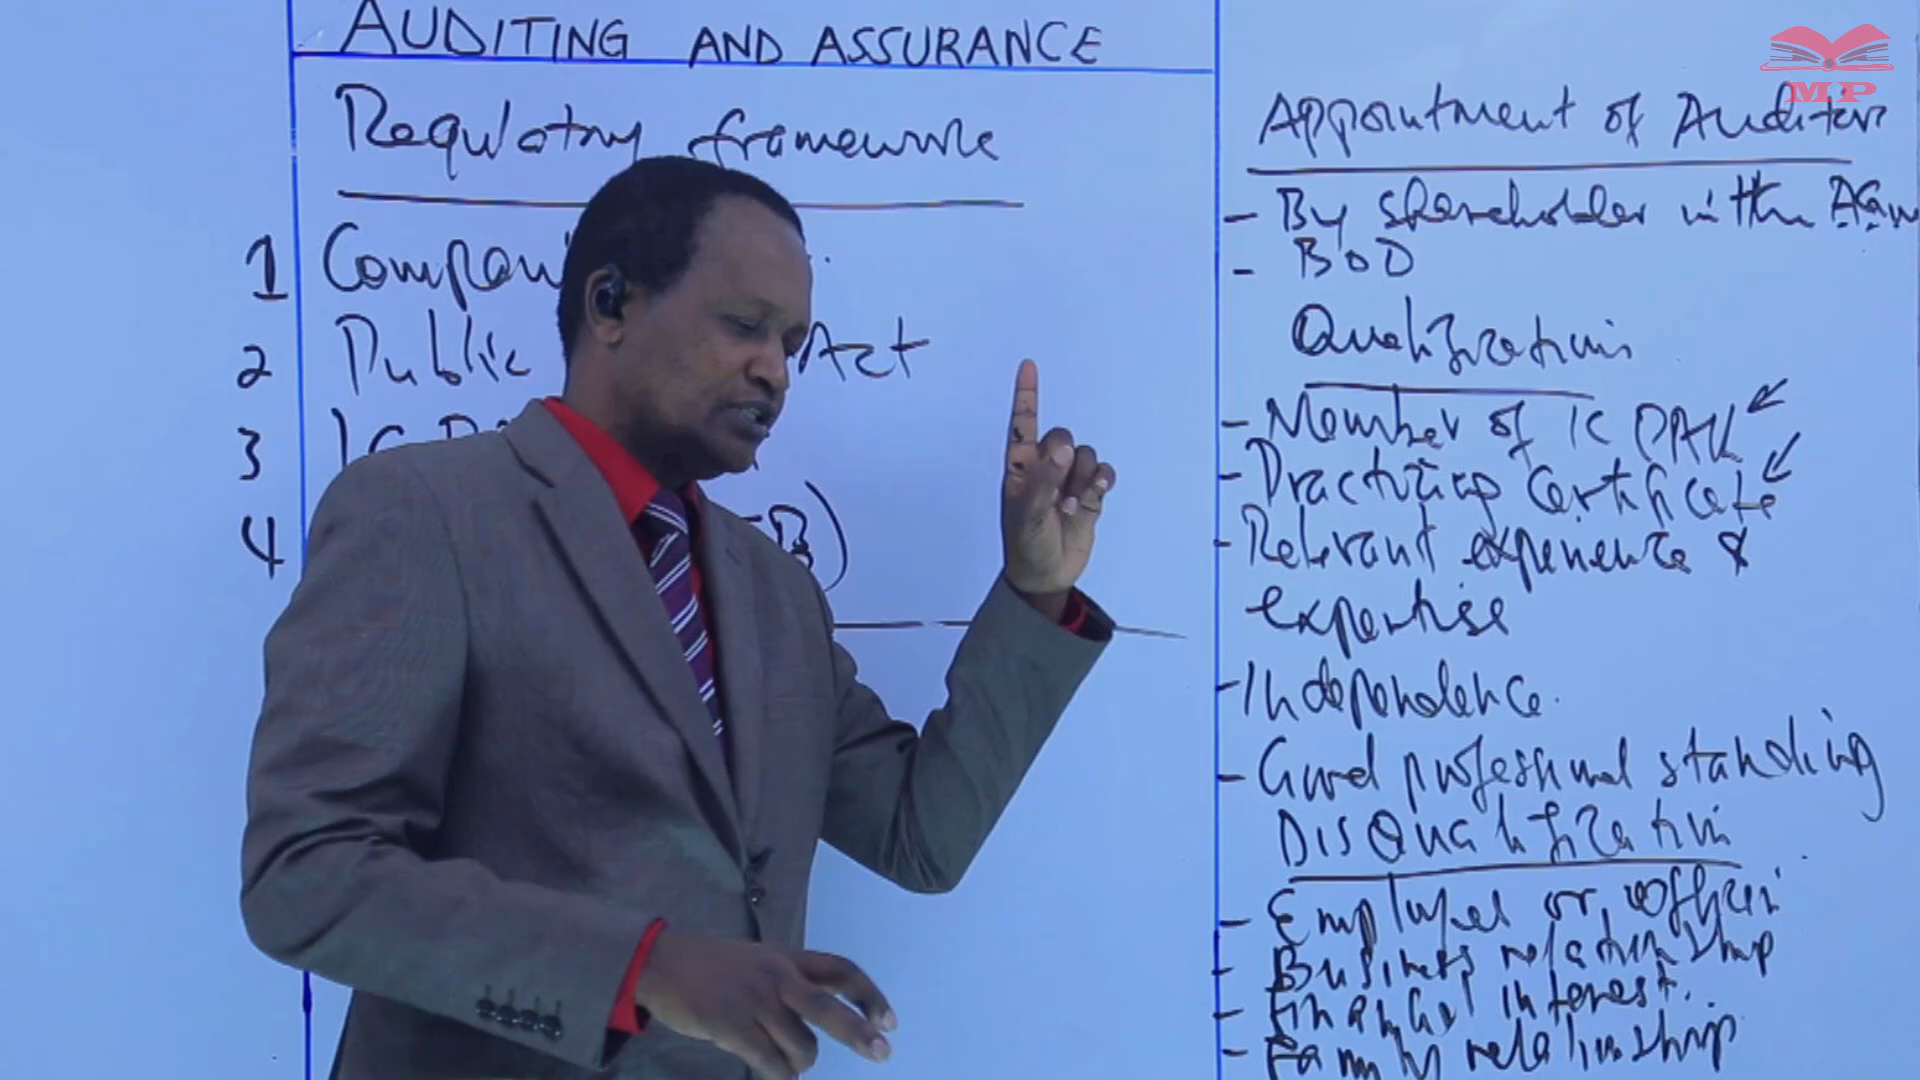 AUDITING AND ASSURANCE
Regulatory framework
1 Compani
2 Public Act
3
4 B)
MP
Appointment of Auditors
- By shareholder in the AGM
- BOD
Qualifications
- Member of ICPAK
- Practicing Certificate
- Relevant experience &
expertise
- Independence.
- Good professional standing
Disqualification
- Employee or officer
- Business relationship
- Financial interest.
- Family relationship